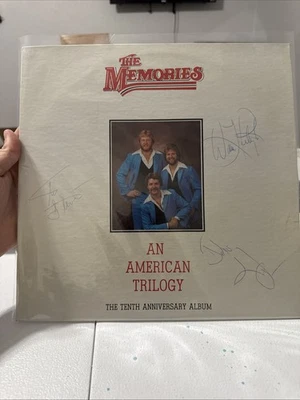 THE
MEMORIES
AN
AMERICAN
TRILOGY
THE TENTH ANNIVERSARY ALBUM